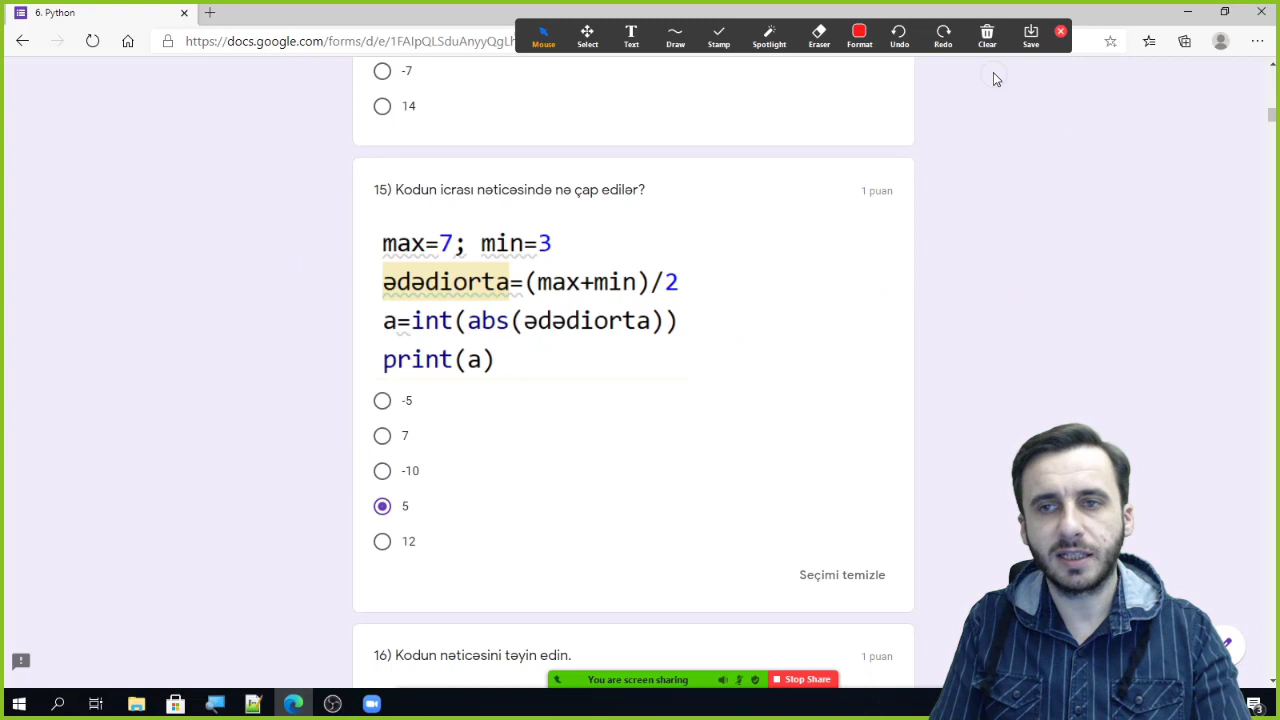 6. Python
https://docs.google.com/forms/d/e/1FAIpQLSduAnyyQgLh
Mouse
Select
Text
Draw
Stamp
Spotlight
Eraser
Format
Undo
Redo
Clear
Save
-7
14
15) Kodun icrası nəticəsində nə çap edilər?
1 puan
max=7; min=3
ədədiorta=(max+min)/2
a=int(abs(ədədiorta))
print(a)
-5
7
-10
5
12
Seçimi temizle
16) Kodun nəticəsini təyin edin.
1 puan
You are screen sharing
Stop Share